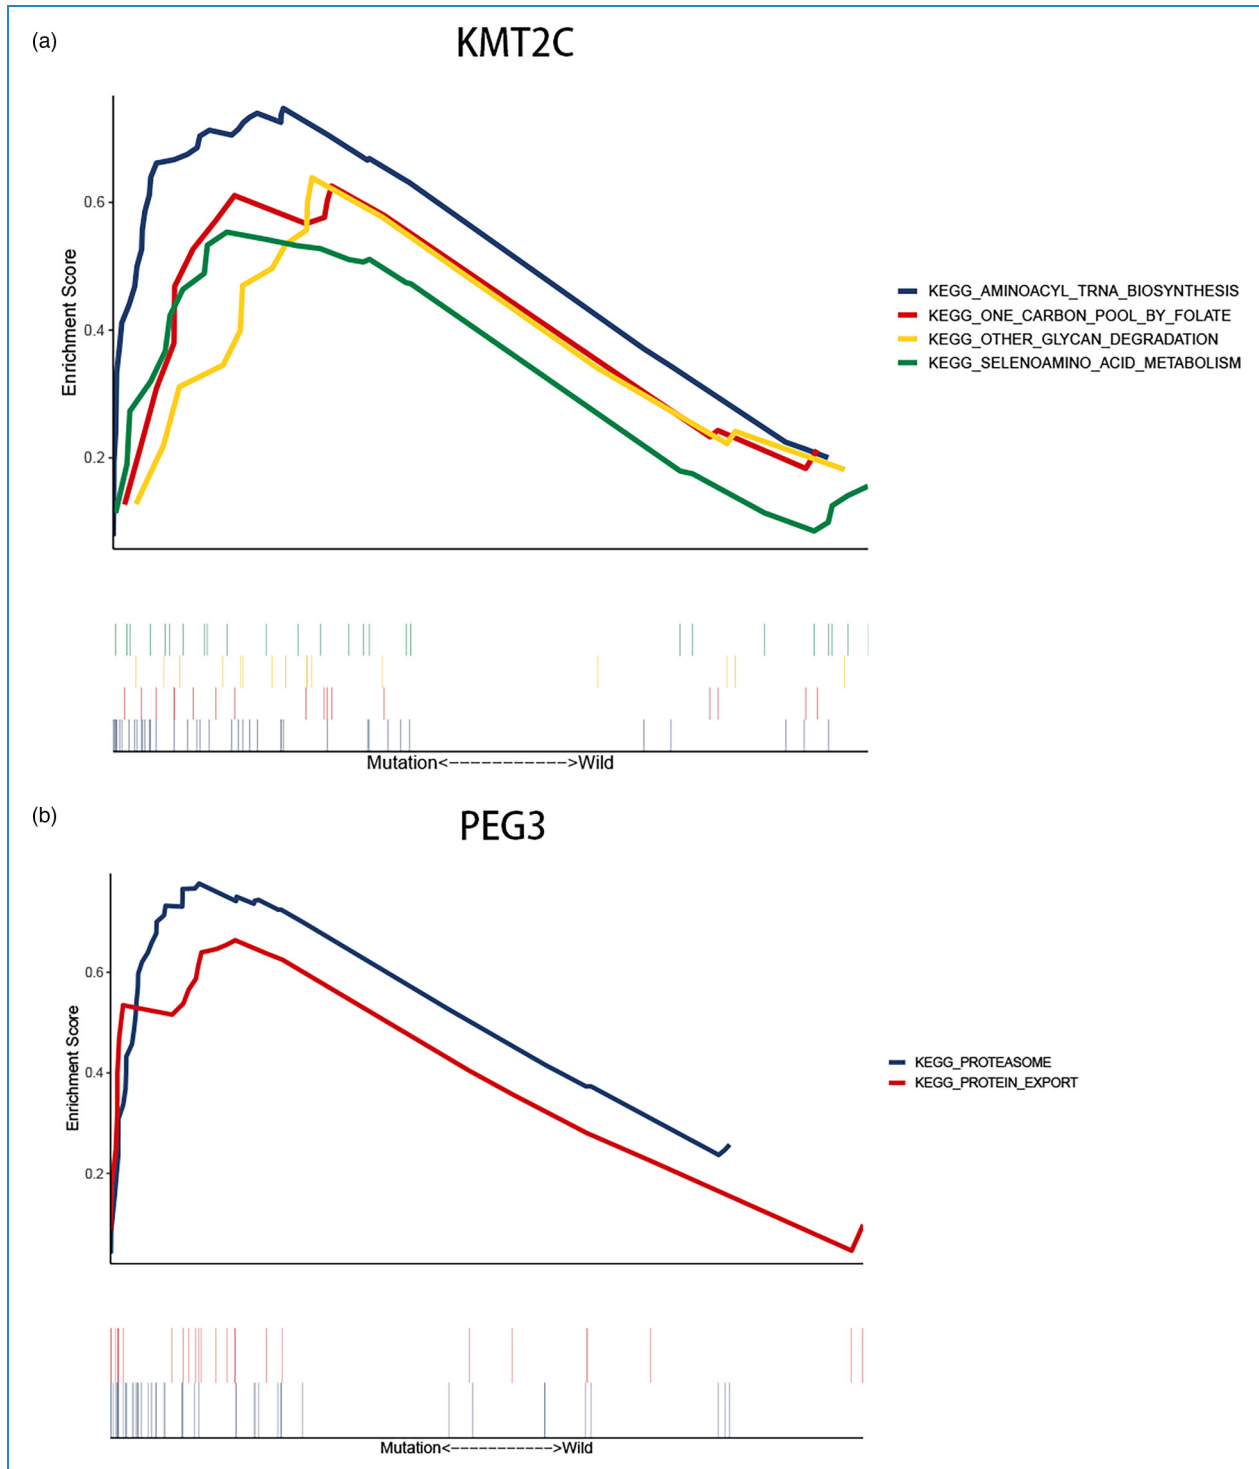 (a)
KMT2C
0.6
0.4
0.2
Enrichment Score
KEGG_AMINOACYL_TRNA_BIOSYNTHESIS
KEGG_ONE_CARBON_POOL_BY_FOLATE
KEGG_OTHER_GLYCAN_DEGRADATION
KEGG_SELENOAMINO_ACID_METABOLISM
Mutation<----------->Wild
(b)
PEG3
0.6
0.4
0.2
Enrichment Score
KEGG_PROTEASOME
KEGG_PROTEIN_EXPORT
Mutation<----------->Wild